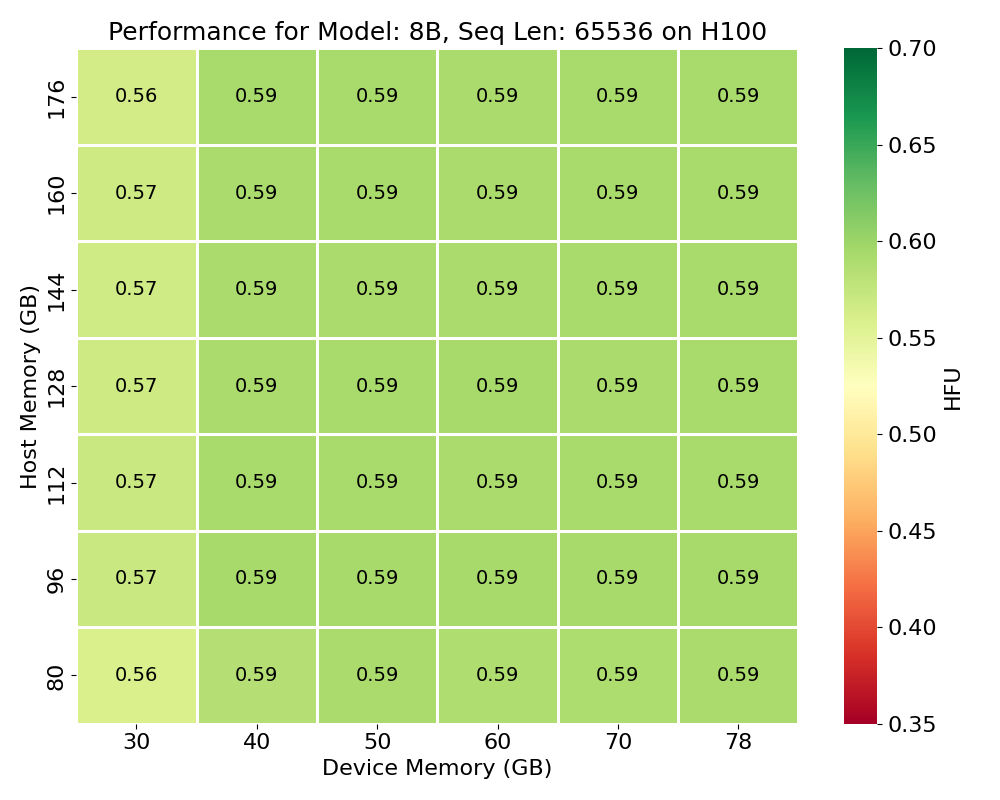 Performance for Model: 8B, Seq Len: 65536 on H100
176 0.56 0.59 0.59 0.59 0.59 0.59
160 0.57 0.59 0.59 0.59 0.59 0.59
144 0.57 0.59 0.59 0.59 0.59 0.59
128 0.57 0.59 0.59 0.59 0.59 0.59
112 0.57 0.59 0.59 0.59 0.59 0.59
96 0.57 0.59 0.59 0.59 0.59 0.59
80 0.56 0.59 0.59 0.59 0.59 0.59
30 40 50 60 70 78
Device Memory (GB)
Host Memory (GB)
0.70
0.65
0.60
0.55
0.50
0.45
0.40
0.35
HFU